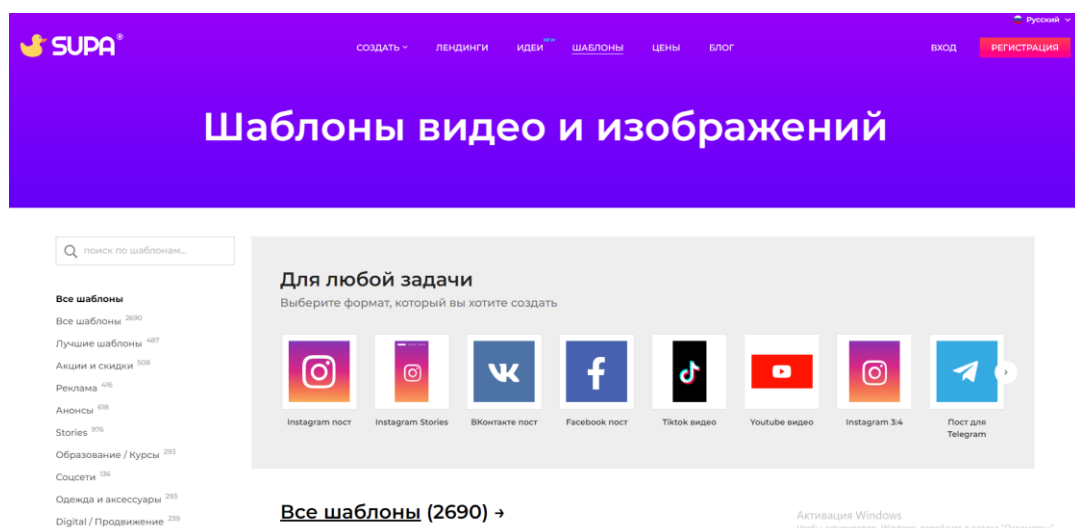 Русский
SUPA®
СОЗДАТЬ ЛЕНДИНГИ ИДЕИ NEW ШАБЛОНЫ ЦЕНЫ БЛОГ
ВХОД РЕГИСТРАЦИЯ
Шаблоны видео и изображений
поиск по шаблонам...
Все шаблоны
Все шаблоны 2690
Лучшие шаблоны 487
Акции и скидки 508
Реклама 416
Анонсы 618
Stories 976
Образование / Курсы 293
Соцсети 136
Одежда и аксессуары 293
Digital / Продвижение 239
Для любой задачи
Выберите формат, который вы хотите создать
Instagram пост
Instagram Stories
ВКонтакте пост
Facebook пост
Tiktok видео
Youtube видео
Instagram 3:4
Пост для
Telegram
Все шаблоны (2690) →
Активация Windows